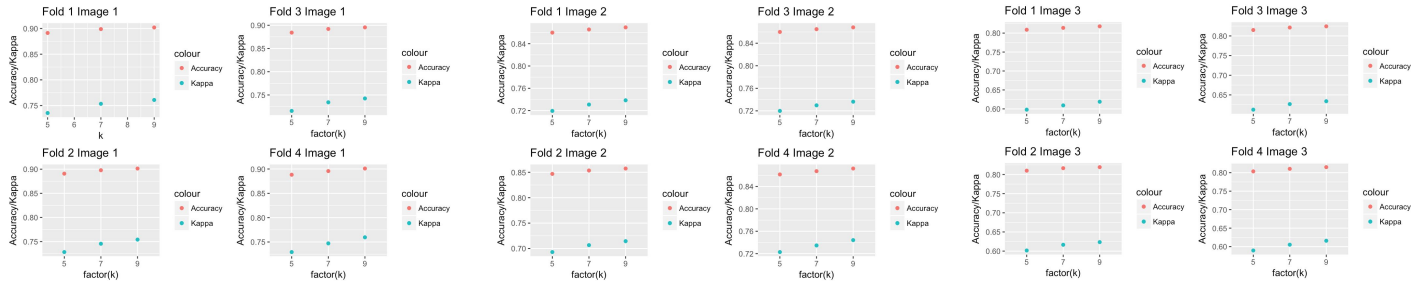 Fold 1 Image 1
Accuracy/Kappa
0.90
0.85
0.80
0.75
5 6 7 8 9
k
colour
Accuracy
Kappa
Fold 3 Image 1
Accuracy/Kappa
0.90
0.85
0.80
0.75
5 7 9
factor(k)
colour
Accuracy
Kappa
Fold 1 Image 2
Accuracy/Kappa
0.84
0.80
0.76
0.72
5 7 9
factor(k)
colour
Accuracy
Kappa
Fold 3 Image 2
Accuracy/Kappa
0.84
0.80
0.76
0.72
5 7 9
factor(k)
colour
Accuracy
Kappa
Fold 1 Image 3
Accuracy/Kappa
0.80
0.75
0.70
0.65
0.60
5 7 9
factor(k)
colour
Accuracy
Kappa
Fold 3 Image 3
Accuracy/Kappa
0.80
0.75
0.70
0.65
5 7 9
factor(k)
colour
Accuracy
Kappa
Fold 2 Image 1
Accuracy/Kappa
0.90
0.85
0.80
0.75
5 7 9
factor(k)
colour
Accuracy
Kappa
Fold 4 Image 1
Accuracy/Kappa
0.90
0.85
0.80
0.75
5 7 9
factor(k)
colour
Accuracy
Kappa
Fold 2 Image 2
Accuracy/Kappa
0.85
0.80
0.75
0.70
5 7 9
factor(k)
colour
Accuracy
Kappa
Fold 4 Image 2
Accuracy/Kappa
0.84
0.80
0.76
0.72
5 7 9
factor(k)
colour
Accuracy
Kappa
Fold 2 Image 3
Accuracy/Kappa
0.80
0.75
0.70
0.65
0.60
5 7 9
factor(k)
colour
Accuracy
Kappa
Fold 4 Image 3
Accuracy/Kappa
0.80
0.75
0.70
0.65
0.60
5 7 9
factor(k)
colour
Accuracy
Kappa